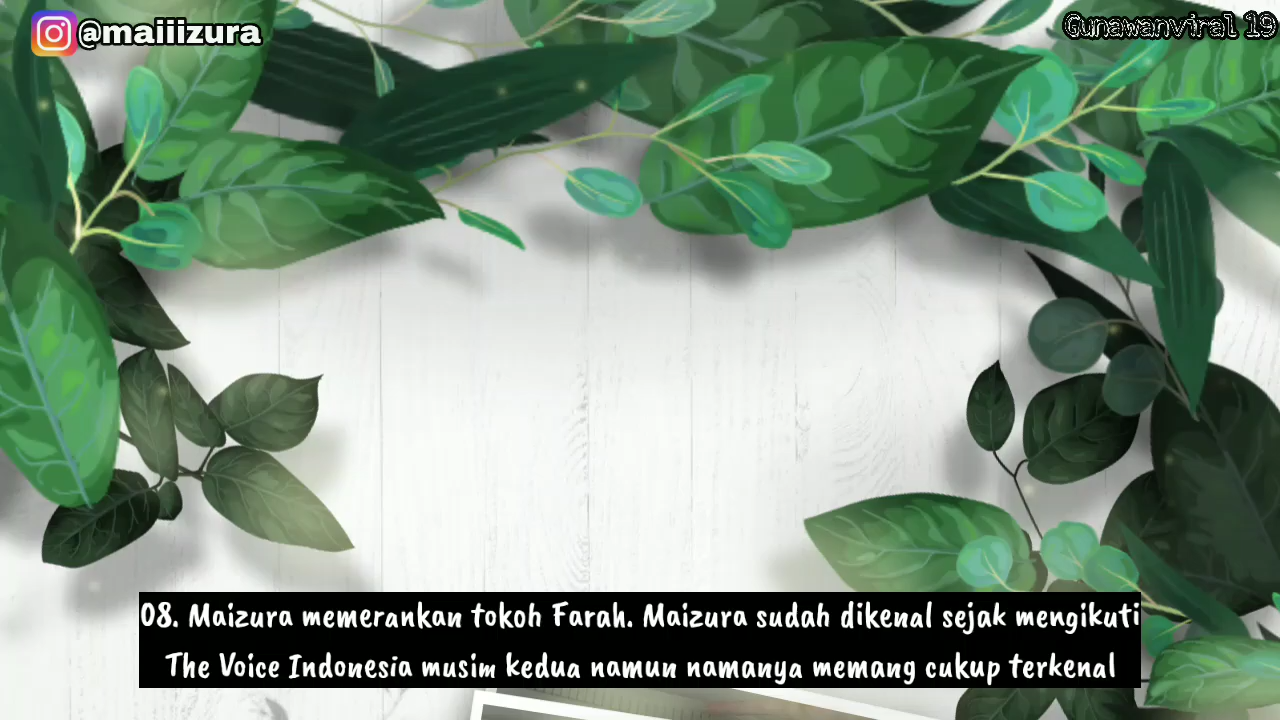 @maiiizura
Gunawanviral 19
08. Maizura memerankan tokoh Farah. Maizura sudah dikenal sejak mengikuti
The Voice Indonesia musim kedua namun namanya memang cukup terkenal